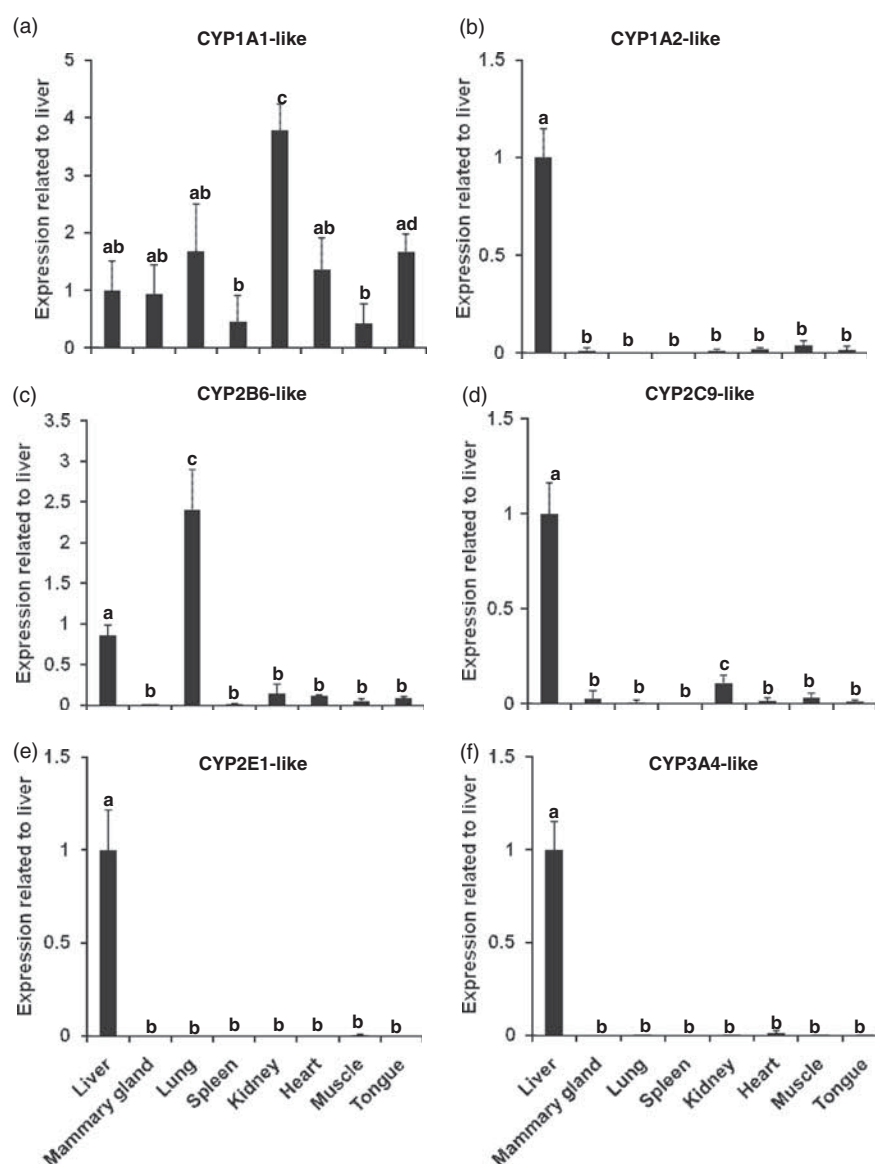 (a)
CYP1A1-like
Expression related to liver
5
4
3
2
1
0
ab
ab
ab
b
c
ab
b
ad
(b)
CYP1A2-like
Expression related to liver
1.5
1
0.5
0
a
b
b
b
b
b
b
b
(c)
CYP2B6-like
Expression related to liver
3.5
3
2.5
2
1.5
1
0.5
0
a
b
c
b
b
b
b
b
(d)
CYP2C9-like
Expression related to liver
1.5
1
0.5
0
a
b
b
b
c
b
b
b
(e)
CYP2E1-like
Expression related to liver
1.5
1
0.5
0
a
b
b
b
b
b
b
b
Liver
Mammary gland
Lung
Spleen
Kidney
Heart
Muscle
Tongue
(f)
CYP3A4-like
Expression related to liver
1.5
1
0.5
0
a
b
b
b
b
b
b
b
Liver
Mammary gland
Lung
Spleen
Kidney
Heart
Muscle
Tongue